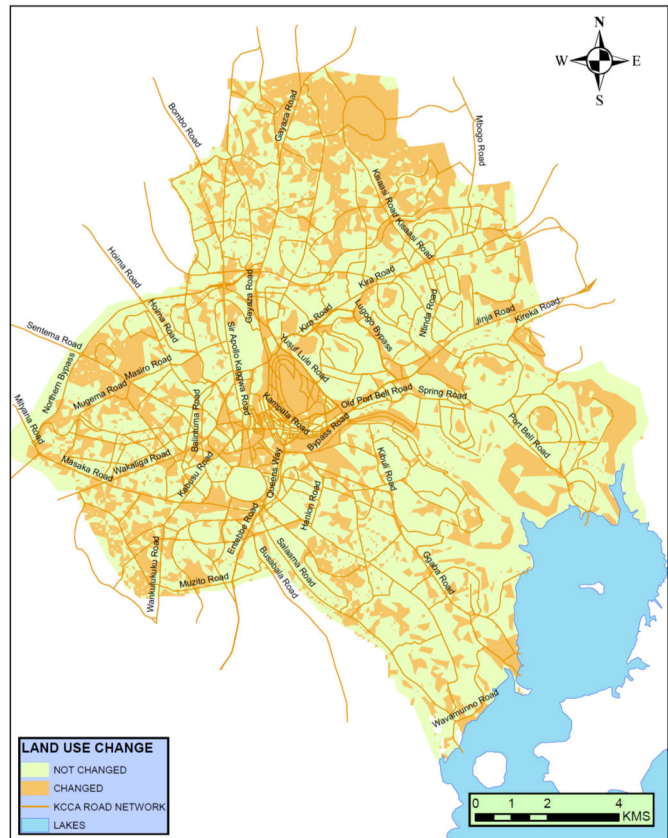 N
W E
S
Bombo Road
Gayaza Road
Mbogo Road
Kisaasi Road
Kisaasi Road
Hoima Road
Hoima Road
Kira Road
Gayaza Road
Kira Road
Lugogo Bypass
Ntinda Road
Jinja Road
Kireka Road
Sentema Road
Northern Bypass
Masiro Road
Mugema Road
Sir Apollo Kaggwa Road
Yusuf Lule Road
Mityana Road
Balintuma Road
Kampala Road
Old Port Bell Road
Spring Road
Bypass Road
Port Bell Road
Masaka Road
Wakaliga Road
Kabusu Road
Queens Way
Kibuli Road
Hanlon Road
Entebbe Road
Wankulukuku Road
Muzito Road
Salaama Road
Busabala Road
Ggaba Road
Wavamunno Road
LAND USE CHANGE
NOT CHANGED
CHANGED
KCCA ROAD NETWORK
LAKES
0 1 2 4
KMS